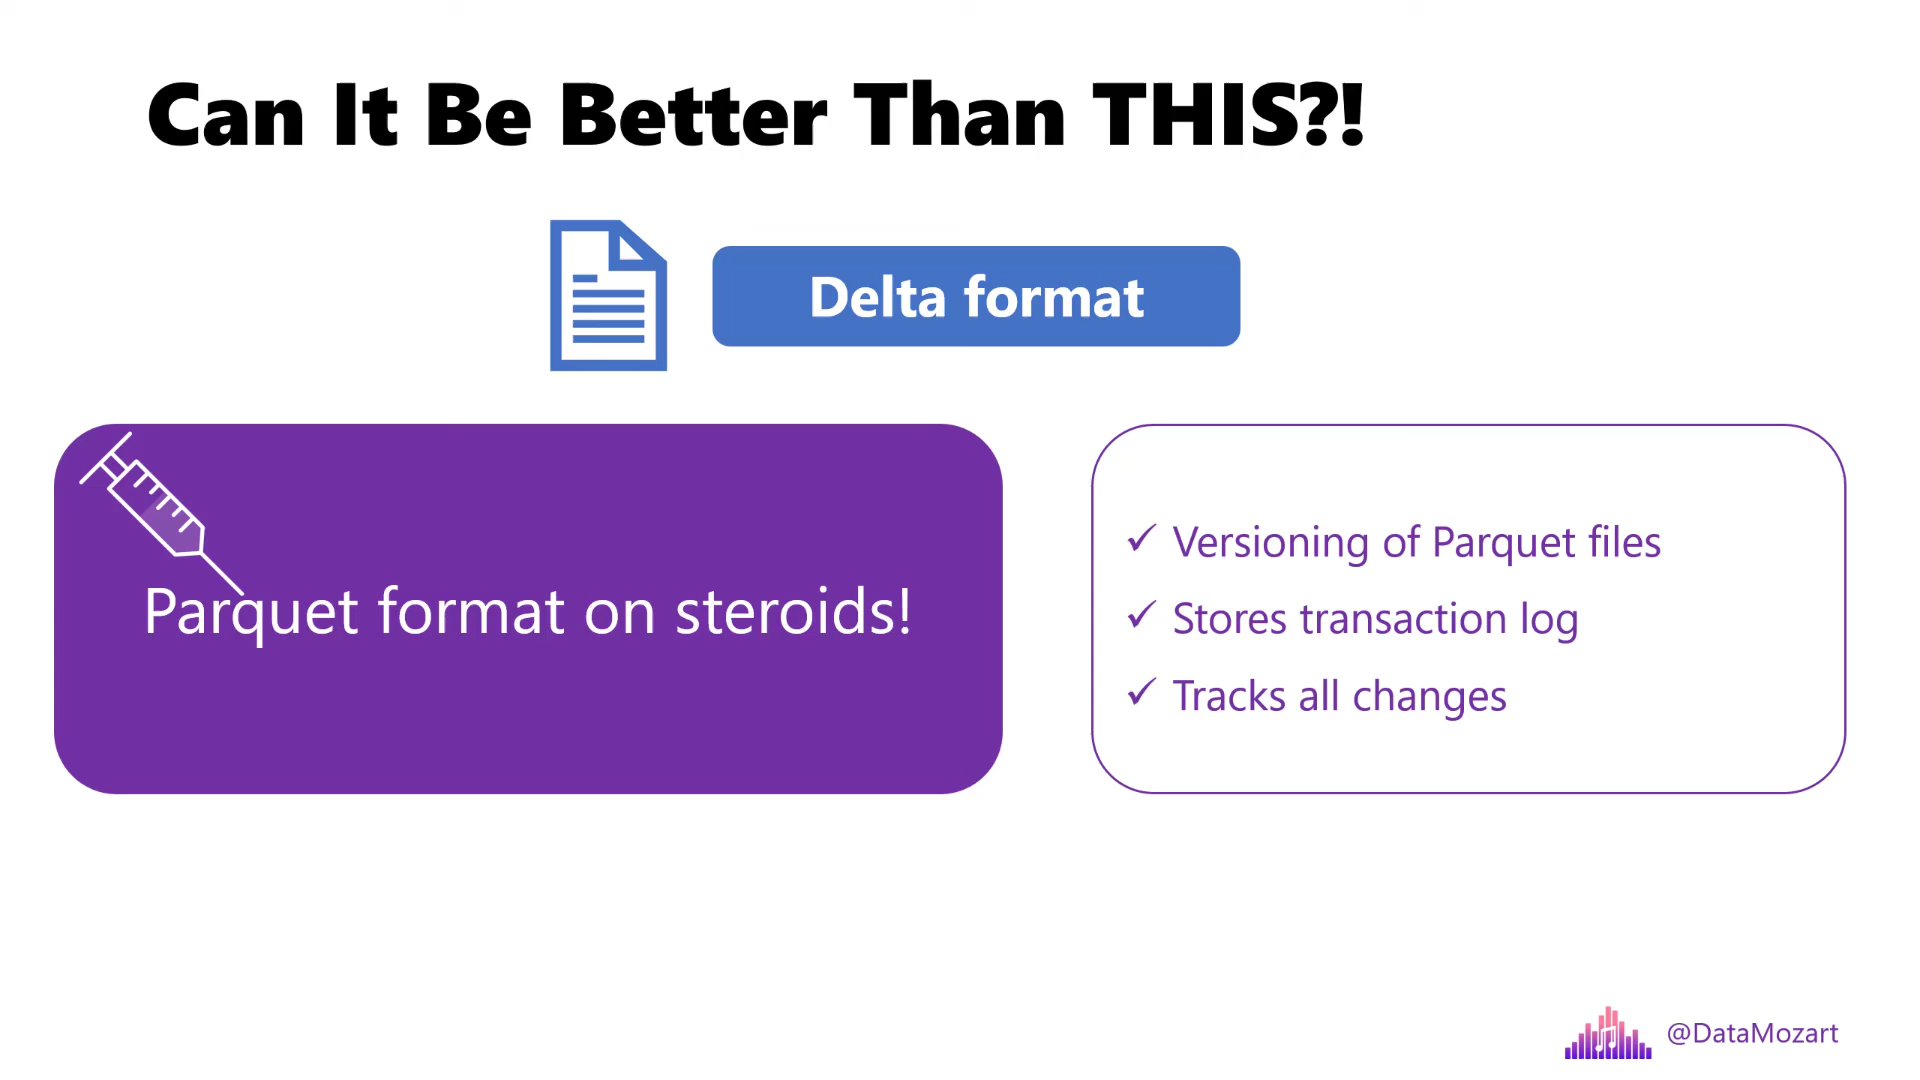 Can It Be Better Than THIS?!
Delta format
Parquet format on steroids!
✓ Versioning of Parquet files
✓ Stores transaction log
✓ Tracks all changes
@DataMozart